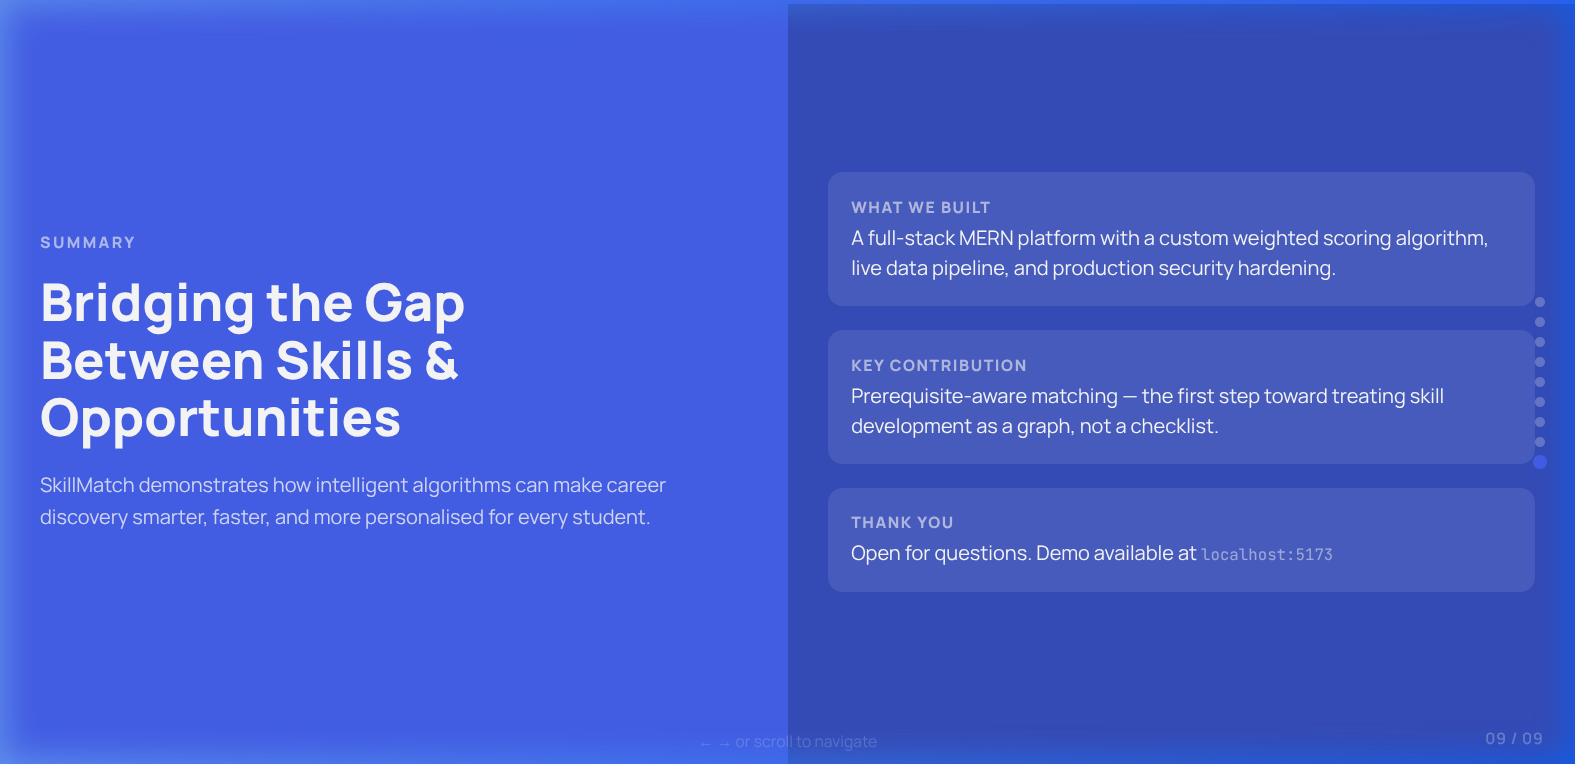 SUMMARY
Bridging the Gap
Between Skills &
Opportunities
SkillMatch demonstrates how intelligent algorithms can make career
discovery smarter, faster, and more personalised for every student.
WHAT WE BUILT
A full-stack MERN platform with a custom weighted scoring algorithm,
live data pipeline, and production security hardening.
KEY CONTRIBUTION
Prerequisite-aware matching — the first step toward treating skill
development as a graph, not a checklist.
THANK YOU
Open for questions. Demo available at localhost:5173
← → or scroll to navigate
09 / 09